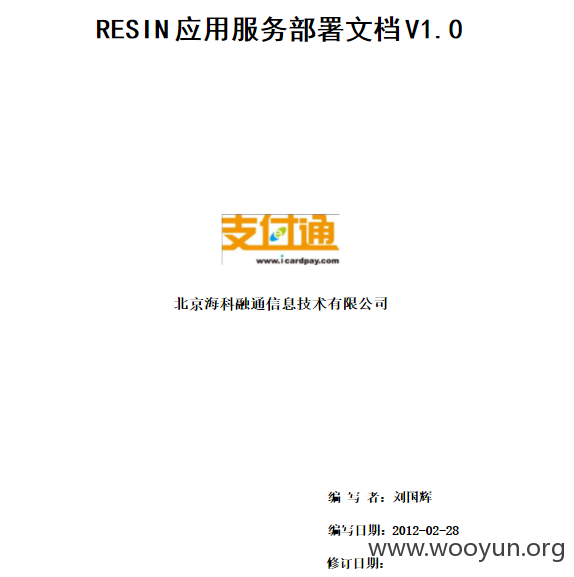 RESIN应用服务部署文档V1.0
支付通
www.icardpay.com
北京海科融通信息技术有限公司
编 写 者：刘国辉
编写日期：2012-02-28
www.wooyun.org
修订日期：